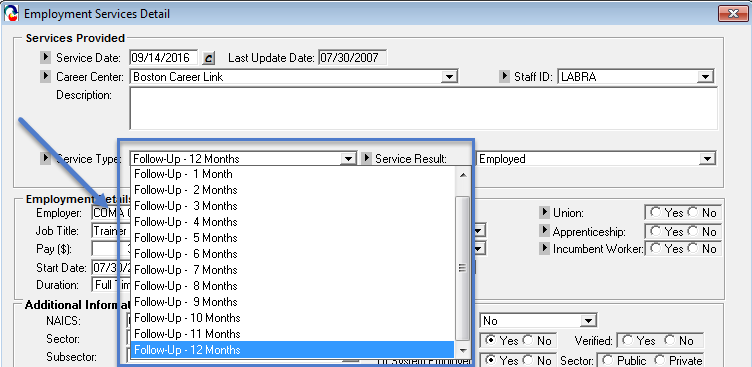 Employment Services Detail
Services Provided
Service Date: 09/14/2016 C Last Update Date: 07/30/2007
Career Center: Boston Career Link Staff ID: LABRA
Description:
Service Type: Follow-Up - 12 Months Service Result: Employed
Follow-Up - 1 Month
Follow-Up - 2 Months
Follow-Up - 3 Months
Follow-Up - 4 Months
Follow-Up - 5 Months
Follow-Up - 6 Months
Follow-Up - 7 Months
Follow-Up - 8 Months
Follow-Up - 9 Months
Follow-Up - 10 Months
Follow-Up - 11 Months
Follow-Up - 12 Months
Employment Details
Employer: COMA Union: Yes No
Job Title: Trainer Apprenticeship: Yes No
Pay ($): Incumbent Worker: Yes No
Start Date: 07/30/2
Duration: Full Tim
Additional Informat
NAICS: No
Sector: Yes No Verified: Yes No
Subsector: Yes No Sector: Public Private